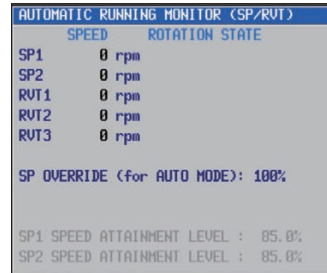 AUTOMATIC RUNNING MONITOR (SP/RVT)
SPEED ROTATION STATE
SP1 0 rpm
SP2 0 rpm
RVT1 0 rpm
RVT2 0 rpm
RVT3 0 rpm
SP OVERRIDE (for AUTO MODE): 100%
SP1 SPEED ATTAINMENT LEVEL : 85.0%
SP2 SPEED ATTAINMENT LEVEL : 85.0%